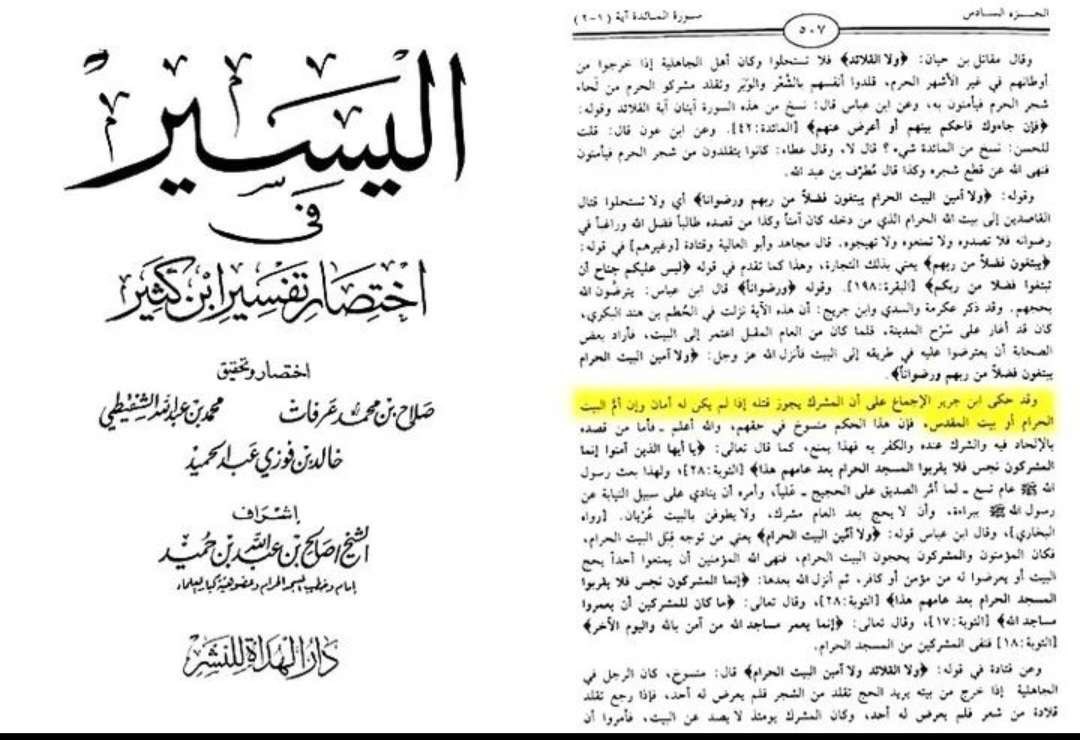 اليسير
في
اختصار تفسير ابن كثير
اختصار وتحقيق
صلاح بن محمد عرفات محمد بن عبد الله الشنقيطي
خالد بن فوزي عبد الحميد
إشراف
الشيخ صالح بن عبد الله بن حميد
إمام وخطيب المسجد الحرام وعضو هيئة كبار العلماء
دار الهداة للنشر
الجزء السادس
سورة المائدة آية (١-٢)
٥٠٧
وقال مقاتل بن حيان: ﴿ولا القلائد﴾ فلا تستحلوا وكان أهل الجاهلية إذا خرجوا من
أوطانهم في غير الأشهر الحرم، قلدوا أنفسهم بالشَّعْر والوَبَر وتقلد مشركو الحرم من لَحاء
شجر الحرم فيأمنون به، وعن ابن عباس قال: نسخ من هذه السورة آيتان آية القلائد وقوله:
﴿فإن جاءوك فاحكم بينهم أو أعرض عنهم﴾ [المائدة:٤٢]. وعن ابن عون قال: قلت
للحسن: نسخ من المائدة شيء؟ قال لا، وقال عطاء: كانوا يتقلدون من شجر الحرم فيأمنون
فنهى الله عن قطع شجره وكذا قال مُطَرِّف بن عبد الله.
وقوله: ﴿ولا آمين البيت الحرام يبتغون فضلاً من ربهم ورضوانا﴾ أي ولا تستحلوا قتال
القاصدين إلى بيت الله الحرام الذي من دخله كان آمناً وكذا من قصده طالباً فضل الله وراغباً في
رضوانه فلا تصدوه ولا تمنعوه ولا تهيجوه. قال مجاهد وأبو العالية وقتادة [وغيرهم] في قوله:
﴿يبتغون فضلاً من ربهم﴾ يعني بذلك التجارة، وهذا كما تقدم في قوله ﴿ليس عليكم جناح أن
تبتغوا فضلا من ربكم﴾ [البقرة:١٩٨]. وقوله ﴿ورضواناً﴾ قال ابن عباس: يترضَّون الله
بحجهم. وقد ذكر عكرمة والسدي وابن جريج: أن هذه الآية نزلت في الحُطم بن هند البكري،
كان قد أغار على سَرْح المدينة، فلما كان من العام المقبل اعتمر إلى البيت، فأراد بعض
الصحابة أن يعترضوا عليه في طريقه إلى البيت فأنزل الله عز وجل: ﴿ولا آمين البيت الحرام
يبتغون فضلاً من ربهم ورضواناً﴾.
وقد حكى ابن جرير الإجماع على أن المشرك يجوز قتله إذا لم يكن له أمان وإن أمَّ البيت
الحرام أو بيت المقدس، فإن هذا الحكم منسوخ في حقهم، والله أعلم ـ فأما من قصده
بالإلحاد فيه والشرك عنده والكفر به فهذا يمنع، كما قال تعالى: ﴿يا أيها الذين آمنوا إنما
المشركون نجس فلا يقربوا المسجد الحرام بعد عامهم هذا﴾ [التوبة:٢٨]؛ ولهذا بعث رسول
الله ﷺ عام تسع ـ لما أمَّر الصديق على الحجيج ـ عَلياً، وأمره أن ينادي على سبيل النيابة عن
رسول الله ﷺ ببراءة، وأن لا يحج بعد العام مشرك، ولا يطوفن بالبيت عُرْيان. [رواه
البخاري]، وقال ابن عباس قوله: ﴿ولا آمّين البيت الحرام﴾ يعني من توجه قِبَل البيت الحرام،
فكان المؤمنون والمشركون يحجون البيت الحرام، فنهى الله المؤمنين أن يمنعوا أحداً يحج
البيت أو يعرضوا له من مؤمن أو كافر، ثم أنزل الله بعدها: ﴿إنما المشركون نجس فلا يقربوا
المسجد الحرام بعد عامهم هذا﴾ [التوبة:٢٨]، وقال تعالى: ﴿ما كان للمشركين أن يعمروا
مساجد الله﴾ [التوبة:١٧]، وقال تعالى: ﴿إنما يعمر مساجد الله من آمن بالله واليوم الآخر﴾
[التوبة:١٨] فنفى المشركين من المسجد الحرام.
وعن قتادة في قوله: ﴿ولا القلائد ولا آمين البيت الحرام﴾ قال: منسوخ، كان الرجل في
الجاهلية إذا خرج من بيته يريد الحج تقلد من الشجر فلم يعرض له أحد، فإذا رجع تقلد
قلادة من شعر فلم يعرض له أحد، وكان المشرك يومئذ لا يصد عن البيت، فأمروا أن